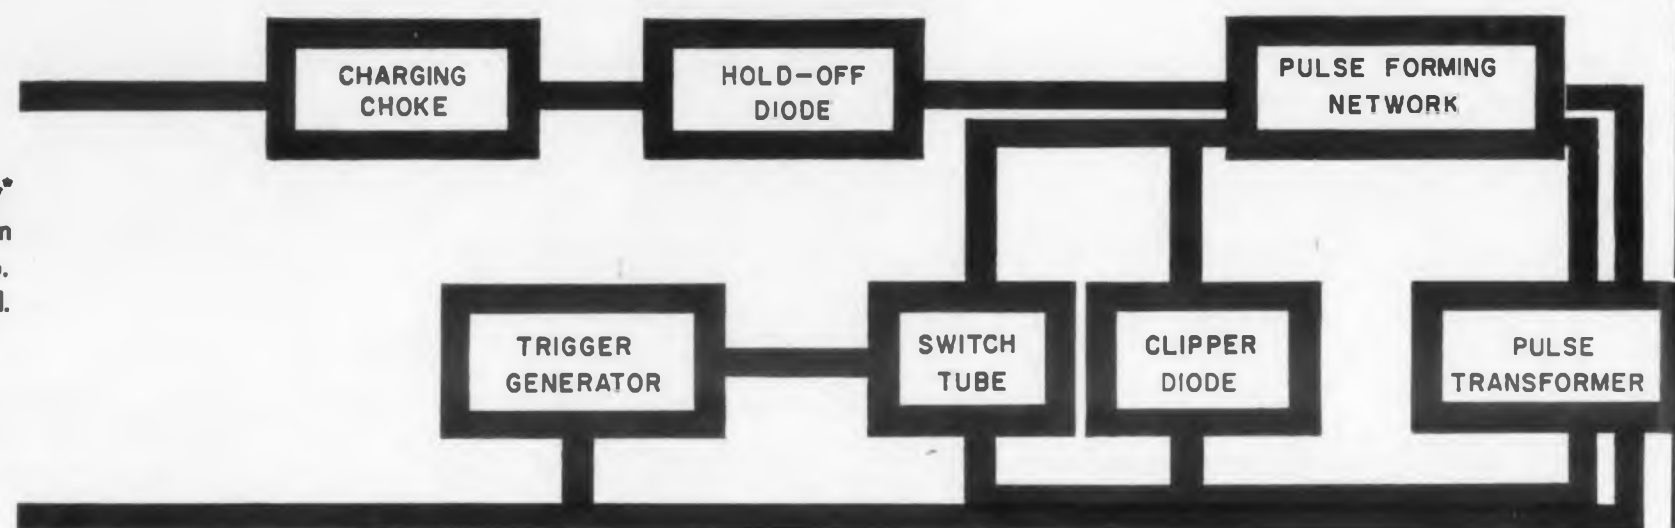 CHARGING
CHOKE
HOLD-OFF
DIODE
PULSE FORMING
NETWORK
TRIGGER
GENERATOR
SWITCH
TUBE
CLIPPER
DIODE
PULSE
TRANSFORMER